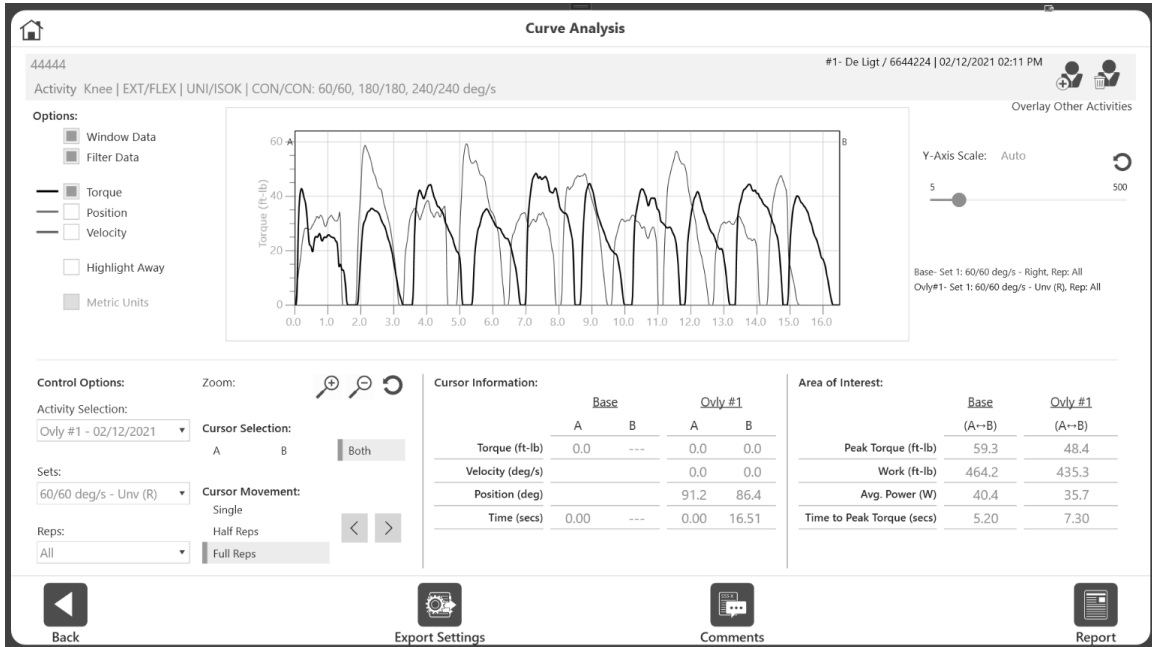 Curve Analysis
44444
#1- De Ligt / 6644224 | 02/12/2021 02:11 PM
Activity Knee | EXT/FLEX | UNI/ISOK | CON/CON: 60/60, 180/180, 240/240 deg/s
Overlay Other Activities
Options:
Window Data
Filter Data
Torque
Position
Velocity
Highlight Away
Metric Units
Torque (ft-lb)
60
40
20
0
A
B
0.0 1.0 2.0 3.0 4.0 5.0 6.0 7.0 8.0 9.0 10.0 11.0 12.0 13.0 14.0 15.0 16.0
Y-Axis Scale: Auto
5 500
Base- Set 1: 60/60 deg/s - Right, Rep: All
Ovly#1- Set 1: 60/60 deg/s - Unv (R), Rep: All
Control Options:
Activity Selection:
Ovly #1 - 02/12/2021
Sets:
60/60 deg/s - Unv (R)
Reps:
All
Zoom:
Cursor Selection:
A B Both
Cursor Movement:
Single
Half Reps
Full Reps
Cursor Information:
Base Ovly #1
A B A B
Torque (ft-lb) 0.0 --- 0.0 0.0
Velocity (deg/s) 0.0 0.0
Position (deg) 91.2 86.4
Time (secs) 0.00 --- 0.00 16.51
Area of Interest:
Base Ovly #1
(A↔B) (A↔B)
Peak Torque (ft-lb) 59.3 48.4
Work (ft-lb) 464.2 435.3
Avg. Power (W) 40.4 35.7
Time to Peak Torque (secs) 5.20 7.30
Back
Export Settings
Comments
Report